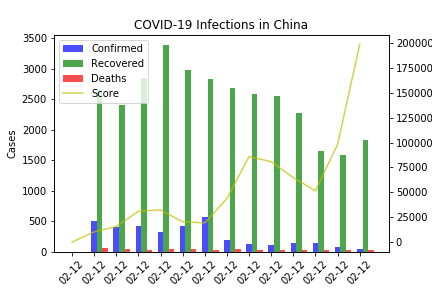 COVID-19 Infections in China
Confirmed
Recovered
Deaths
Score
Cases
3500
3000
2500
2000
1500
1000
500
0
200000
175000
150000
125000
100000
75000
50000
25000
0
02-12 02-12 02-12 02-12 02-12 02-12 02-12 02-12 02-12 02-12 02-12 02-12 02-12 02-12